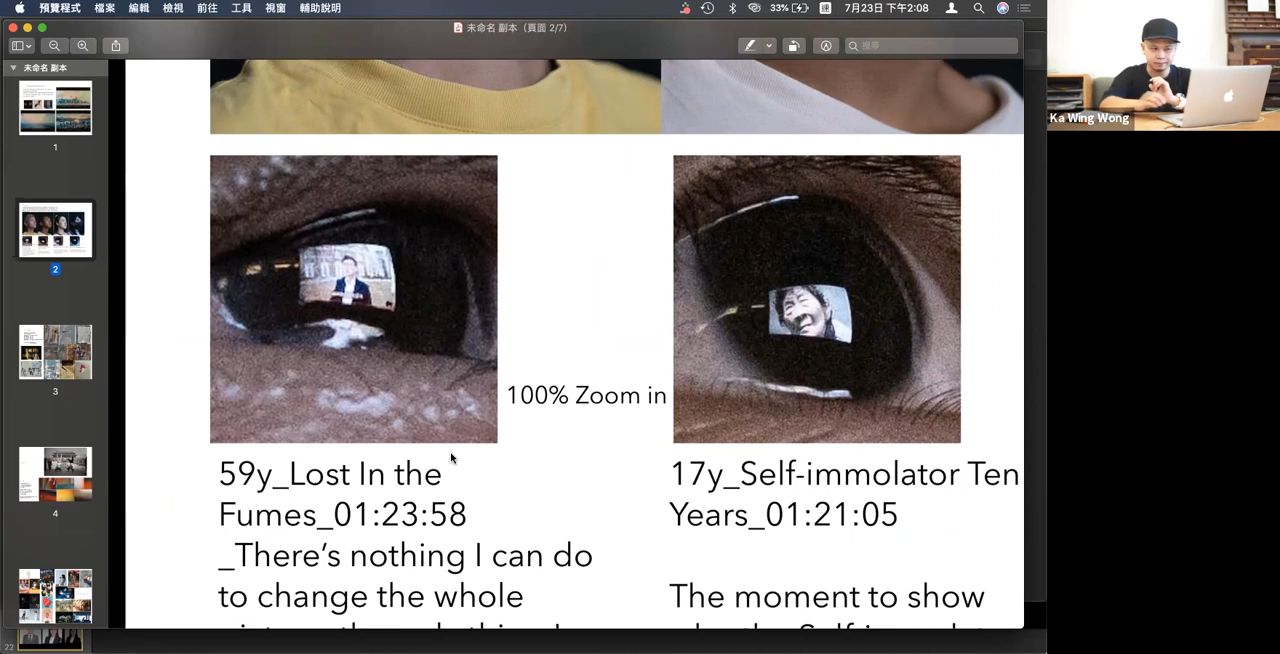 預覽程式 檔案 編輯 檢視 前往 工具 視窗 輔助說明
33% 7月23日 下午2:08
未命名 副本 (頁面 2/7)
搜尋
未命名 副本
1
2
3
4
22
Ka Wing Wong
100% Zoom in
59y_Lost In the
Fumes_01:23:58
_There's nothing I can do
to change the whole
17y_Self-immolator Ten
Years_01:21:05
The moment to show